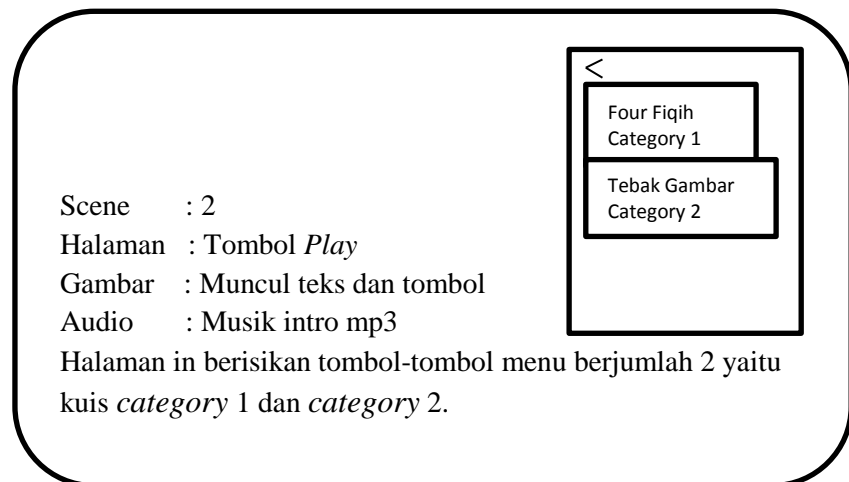 <
Four Fiqih
Category 1
Tebak Gambar
Category 2
Scene : 2
Halaman : Tombol Play
Gambar : Muncul teks dan tombol
Audio : Musik intro mp3
Halaman in berisikan tombol-tombol menu berjumlah 2 yaitu
kuis category 1 dan category 2.